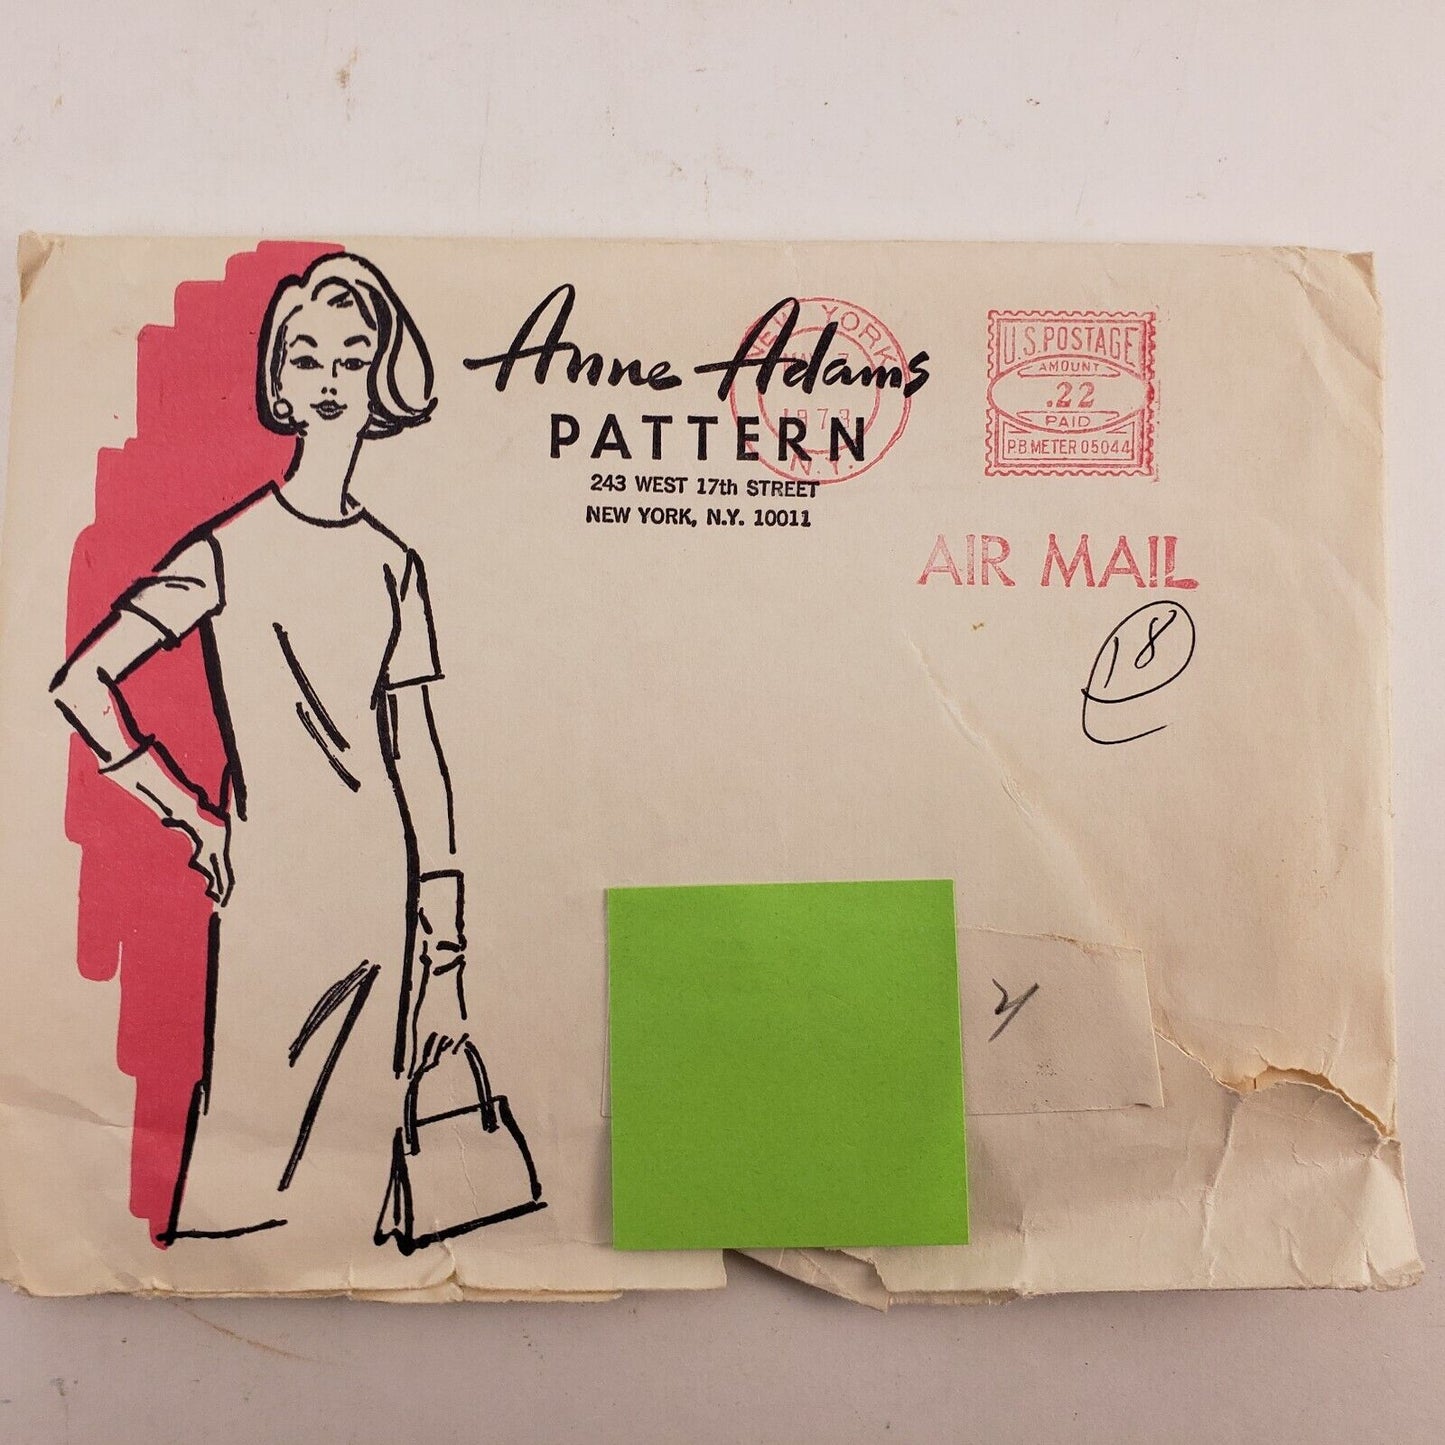 Anne Adams
PATTERN
243 WEST 17th STREET
NEW YORK, N.Y. 10011
NEW YORK
1973
N.Y.
U.S. POSTAGE
AMOUNT
.22
PAID
P.B. METER 05044
AIR MAIL
18